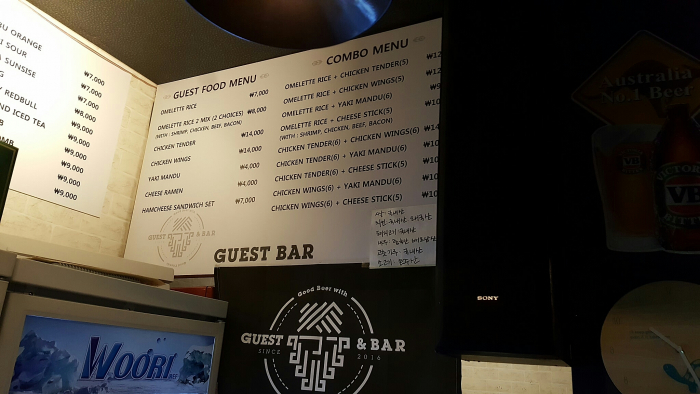 ORANGE
SOUR
SUNSISE
REDBULL
ICED TEA
₩7,000
₩7,000
₩7,000
₩9,000
₩9,000
₩9,000
₩9,000
₩9,000
GUEST FOOD MENU
OMELETTE RICE ₩7,000
OMELETTE RICE 2 MIX (2 CHOICES) ₩8,000
(WITH : SHRIMP, CHICKEN, BEEF, BACON)
CHICKEN TENDER ₩14,000
CHICKEN WINGS ₩14,000
YAKI MANDU ₩4,000
CHEESE RAMEN ₩4,000
HAMCHEESE SANDWICH SET ₩7,000
COMBO MENU
OMELETTE RICE + CHICKEN TENDER(5)
OMELETTE RICE + CHICKEN WINGS(5)
OMELETTE RICE + YAKI MANDU(6)
OMELETTE RICE + CHEESE STICK(5)
(WITH : SHRIMP, CHICKEN, BEEF, BACON)
CHICKEN TENDER(6) + CHICKEN WINGS(6)
CHICKEN TENDER(6) + YAKI MANDU(6)
CHICKEN TENDER(6) + CHEESE STICK(5)
CHICKEN WINGS(6) + YAKI MANDU(6)
CHICKEN WINGS(6) + CHEESE STICK(5)
GUEST & BAR
GUEST BAR
쌀: 국내산
Good Beer with
GUEST & BAR
SINCE 2016
WOORI
SONY
Australia's
No.1 Beer
VB
VICTORIA
VB